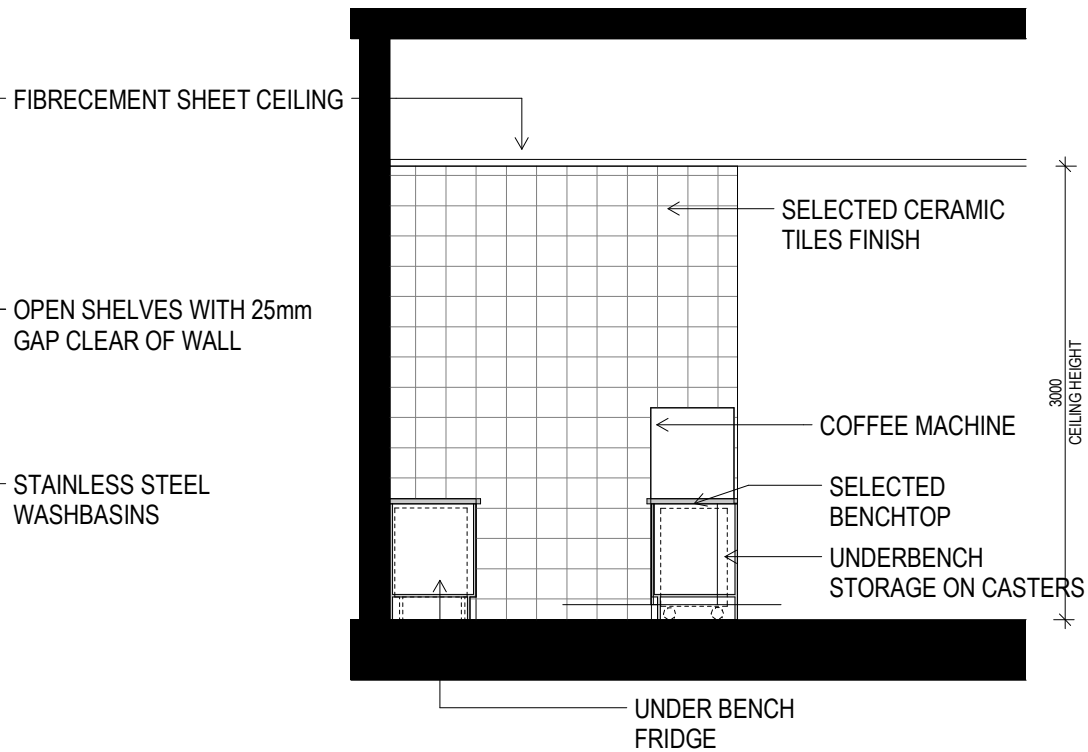 FIBRECEMENT SHEET CEILING
SELECTED CERAMIC
TILES FINISH
OPEN SHELVES WITH 25mm
GAP CLEAR OF WALL
3000
CEILING HEIGHT
COFFEE MACHINE
STAINLESS STEEL
WASHBASINS
SELECTED
BENCHTOP
UNDERBENCH
STORAGE ON CASTERS
UNDER BENCH
FRIDGE